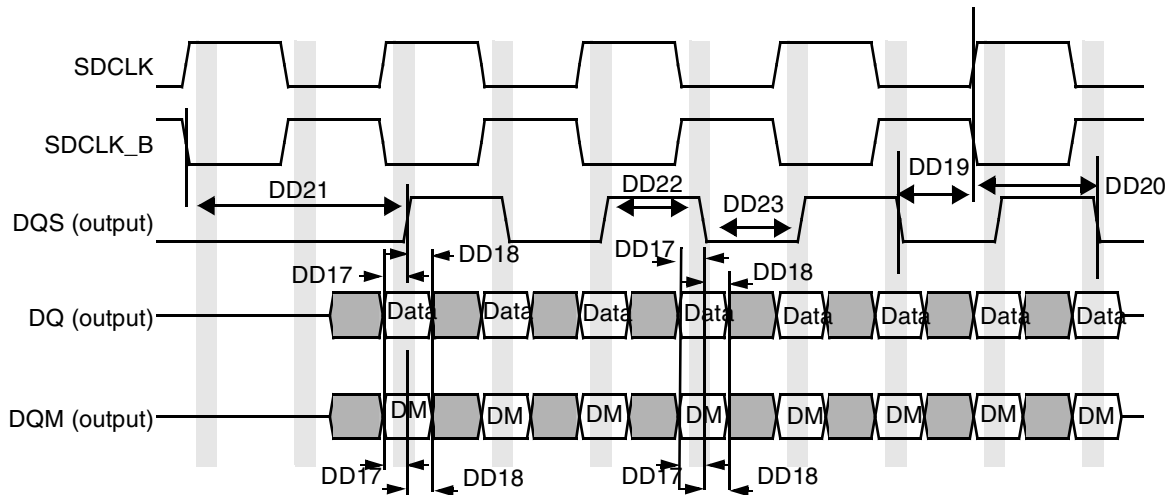 SDCLK
SDCLK_B
DD19
DD21
DD22
DD20
DD23
DQS (output)
DD17
DD18
DD17
DD18
DQ (output)
Data
Data
Data
Data
Data
Data
Data
Data
DQM (output)
DM
DM
DM
DM
DM
DM
DM
DM
DD17
DD18
DD17
DD18